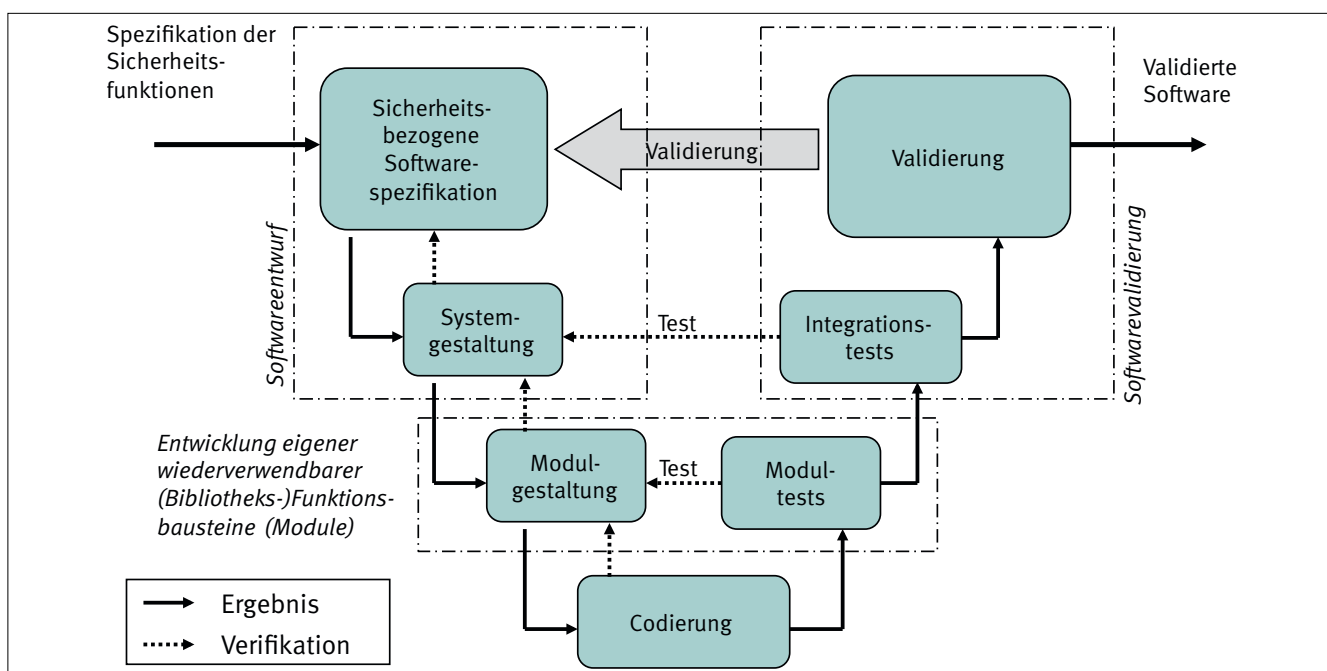 Spezifikation der
Sicherheits-
funktionen
Sicherheits-
bezogene
Software-
spezifikation
Validierung
Validierung
Validierte
Software
Softwareentwurf
Softwarevalidierung
System-
gestaltung
Test
Integrations-
tests
Entwicklung eigener
wiederverwendbarer
(Bibliotheks-)Funktions-
bausteine (Module)
Modul-
gestaltung
Test
Modul-
tests
Codierung
Ergebnis
Verifikation